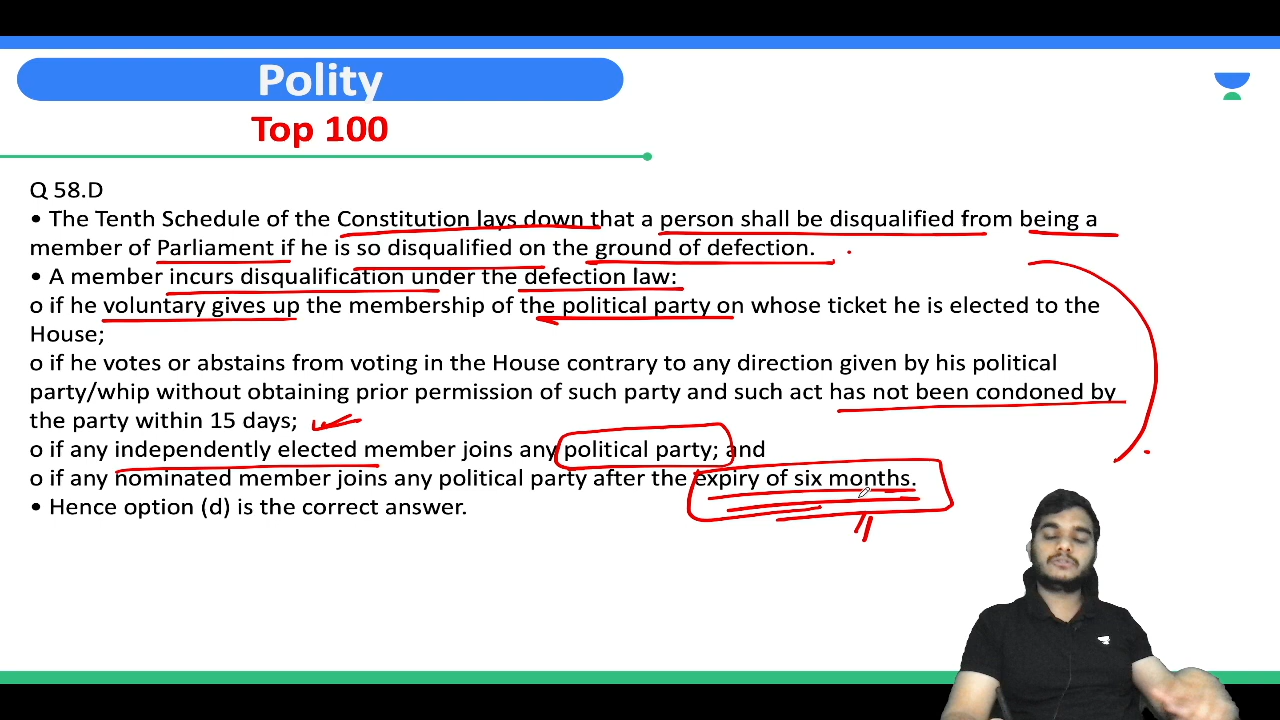 Polity
Top 100
Q 58.D
• The Tenth Schedule of the Constitution lays down that a person shall be disqualified from being a
member of Parliament if he is so disqualified on the ground of defection.
• A member incurs disqualification under the defection law:
o if he voluntary gives up the membership of the political party on whose ticket he is elected to the
House;
o if he votes or abstains from voting in the House contrary to any direction given by his political
party/whip without obtaining prior permission of such party and such act has not been condoned by
the party within 15 days;
o if any independently elected member joins any political party; and
o if any nominated member joins any political party after the expiry of six months.
• Hence option (d) is the correct answer.